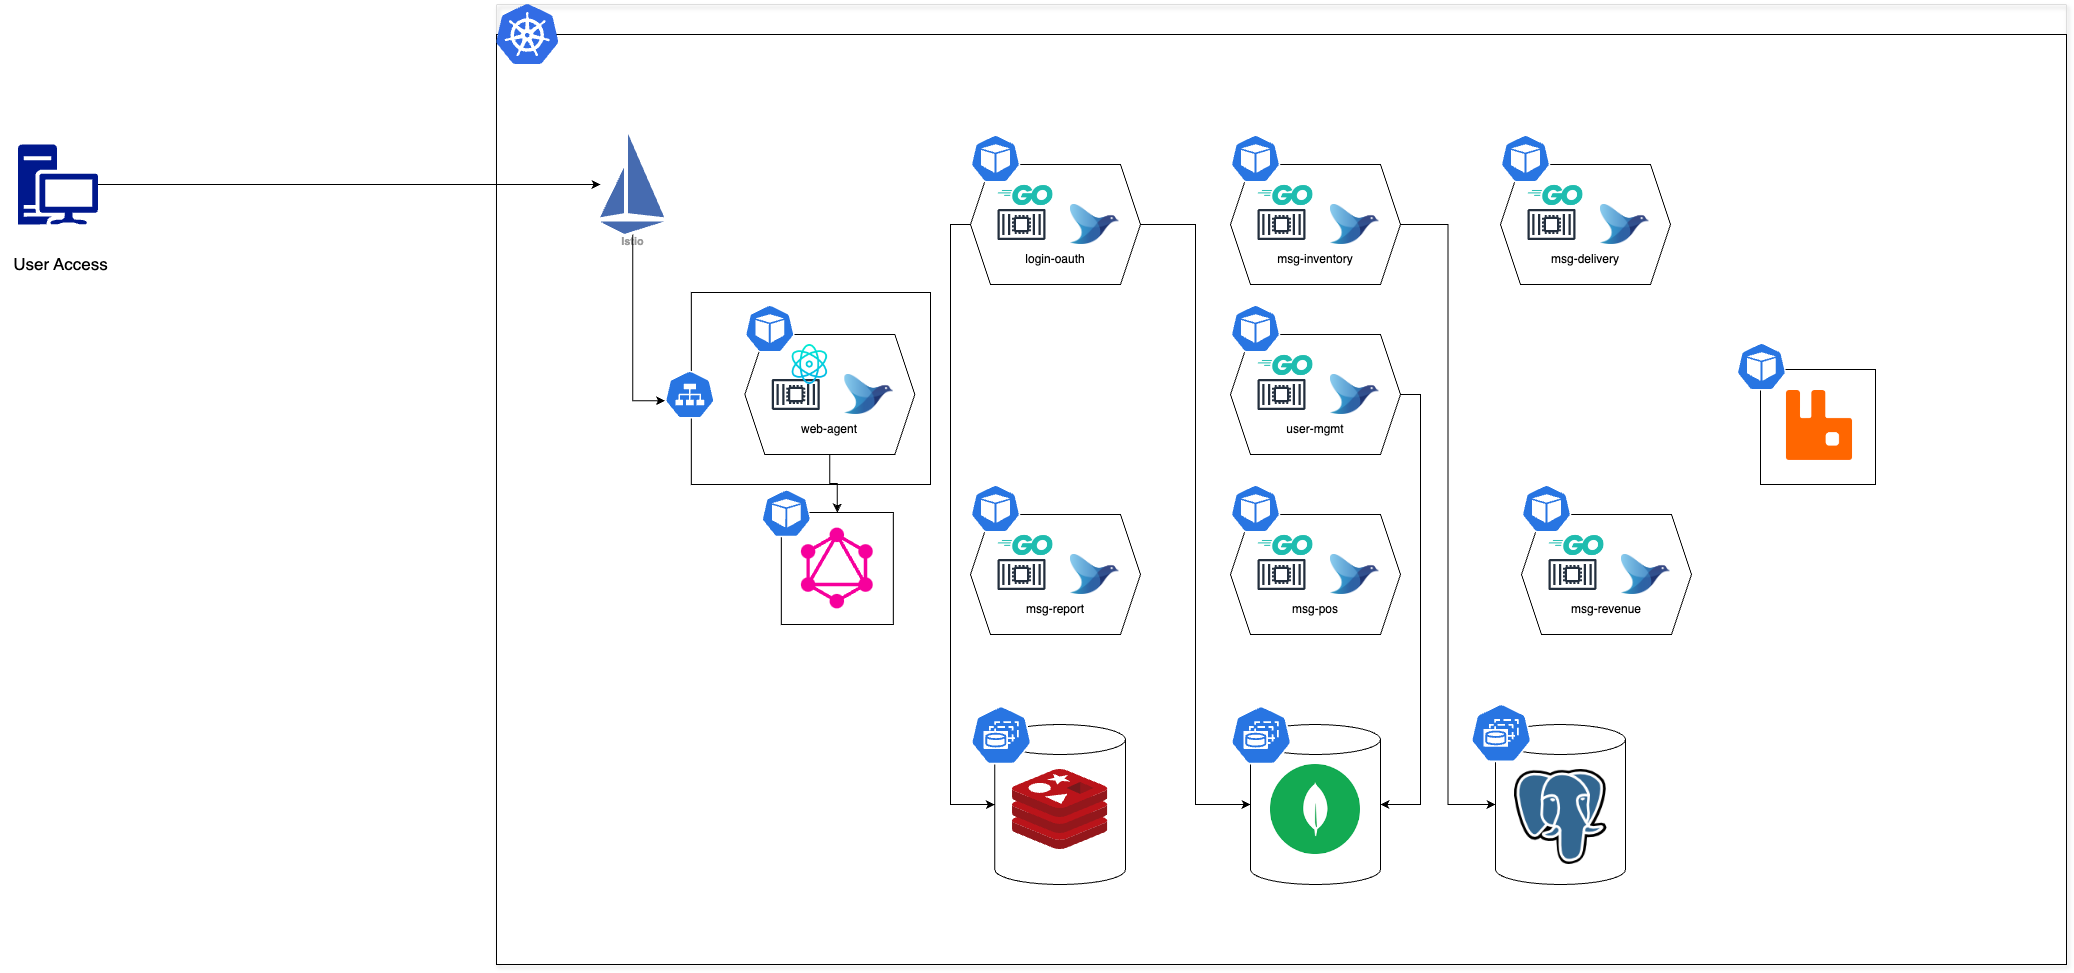 User Access
Istio
GO
login-oauth
GO
msg-inventory
GO
msg-delivery
web-agent
GO
user-mgmt
GO
msg-report
GO
msg-pos
GO
msg-revenue